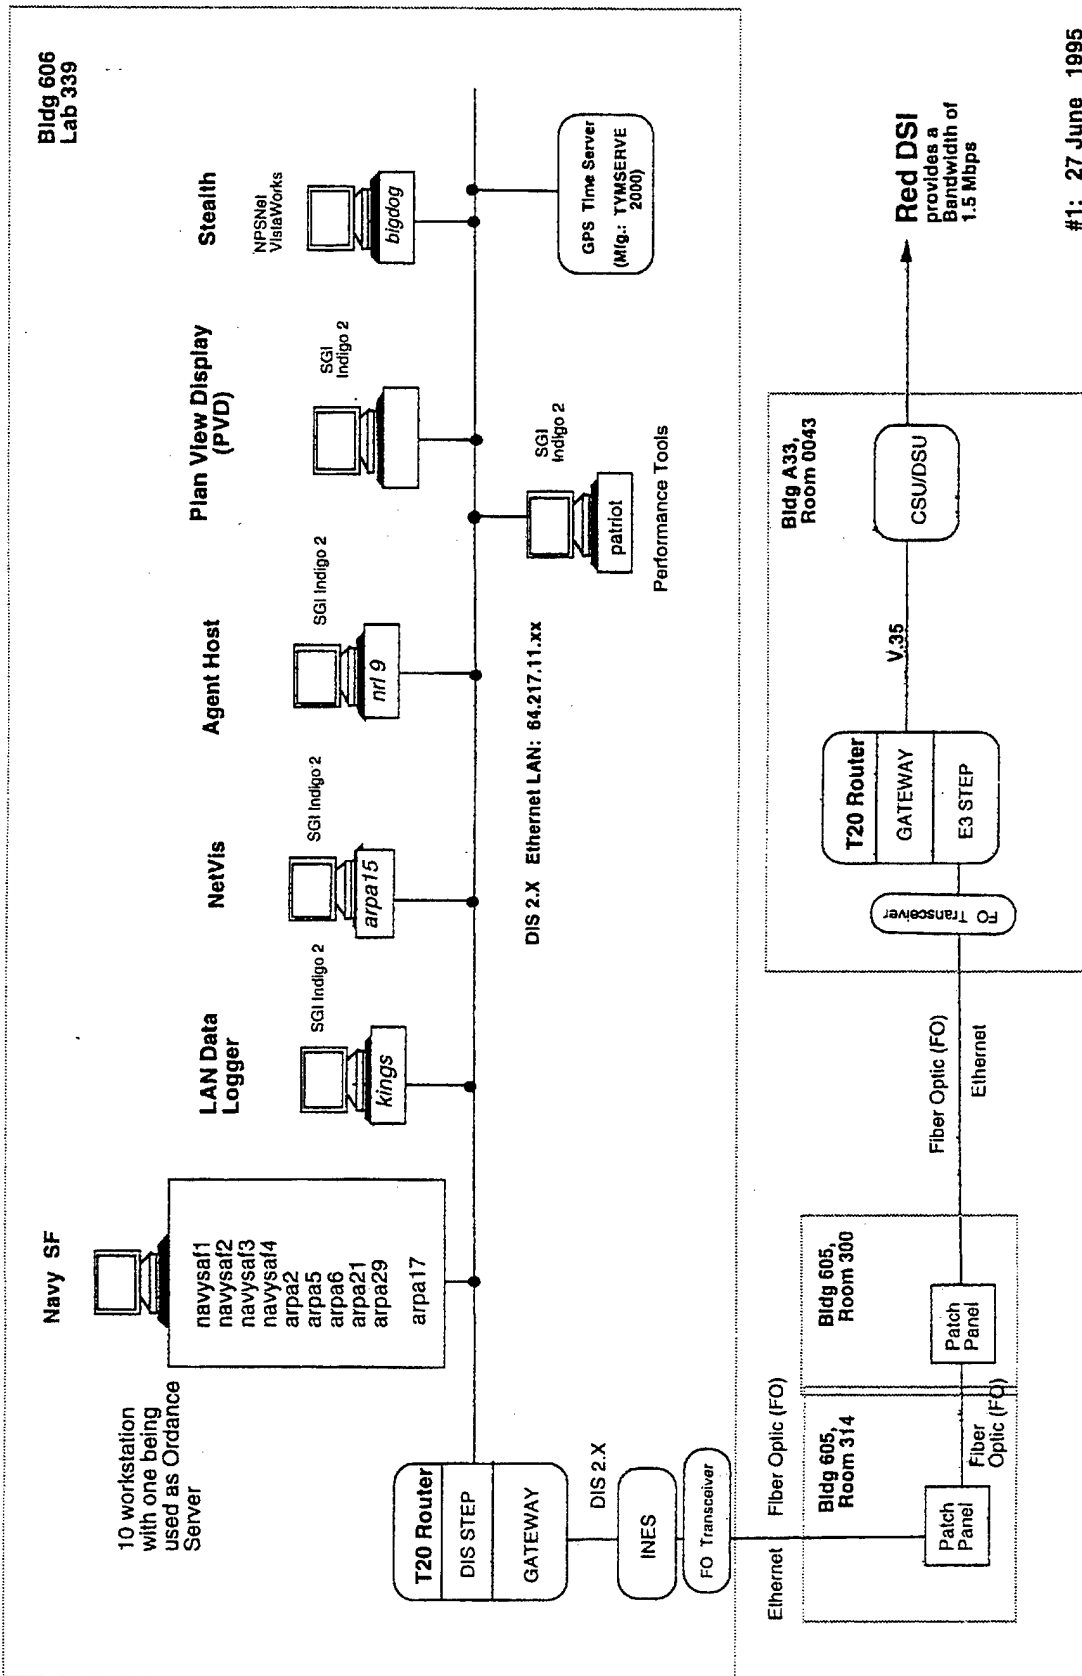 Bldg 606
Lab 339
Navy SF
10 workstation
with one being
used as Ordance
Server
navysaf1
navysaf2
navysaf3
navysaf4
arpa2
arpa5
arpa6
arpa21
arpa29
arpa17
LAN Data
Logger
SGI Indigo 2
kings
NetVis
SGI Indigo 2
arpa15
Agent Host
SGI Indigo 2
nrl 9
Plan View Display
(PVD)
SGI
Indigo 2
Stealth
NPSNet
VistaWorks
bigdog
T20 Router
DIS STEP
GATEWAY
DIS 2.X Ethernet LAN: 64.217.11.xx
SGI
Indigo 2
patriot
Performance Tools
GPS Time Server
(Mfg.: TYMSERVE
2000)
DIS 2.X
INES
FO Transceiver
Ethernet
Fiber Optic (FO)
Bldg 605,
Room 314
Patch
Panel
Fiber
Optic (FO)
Bldg 605,
Room 300
Patch
Panel
Fiber Optic (FO)
Ethernet
Bldg A33,
Room 0043
FO Transceiver
T20 Router
GATEWAY
E3 STEP
V.35
CSU/DSU
Red DSI
provides a
Bandwidth of
1.5 Mbps
#1: 27 June 1995